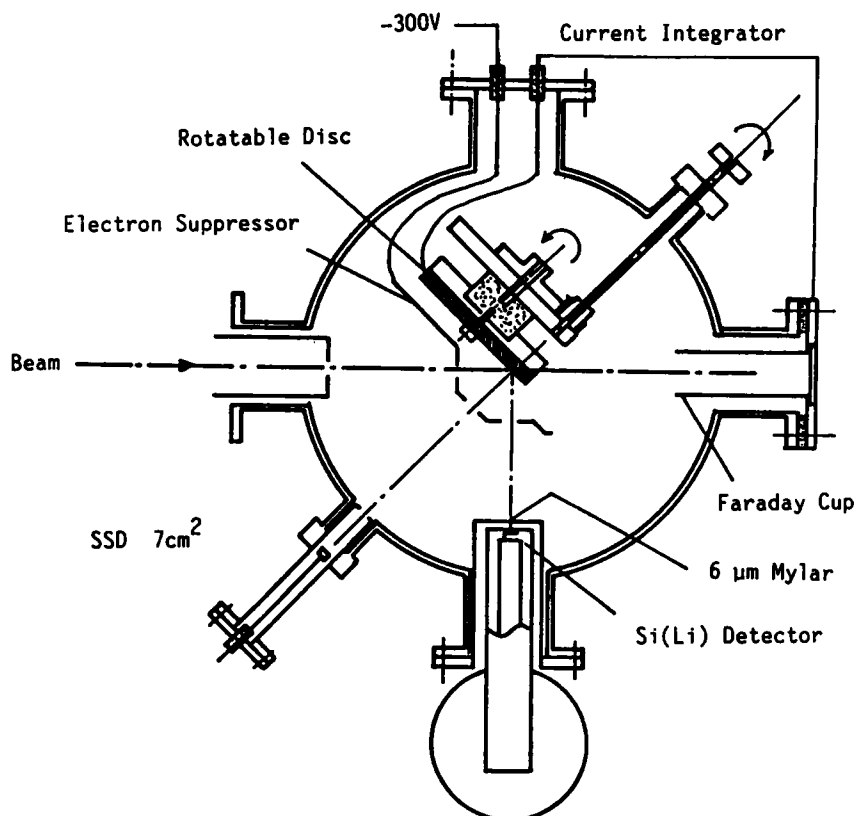 -300V
Current Integrator
Rotatable Disc
Electron Suppressor
Beam
Faraday Cup
SSD 7cm²
6 µm Mylar
Si(Li) Detector